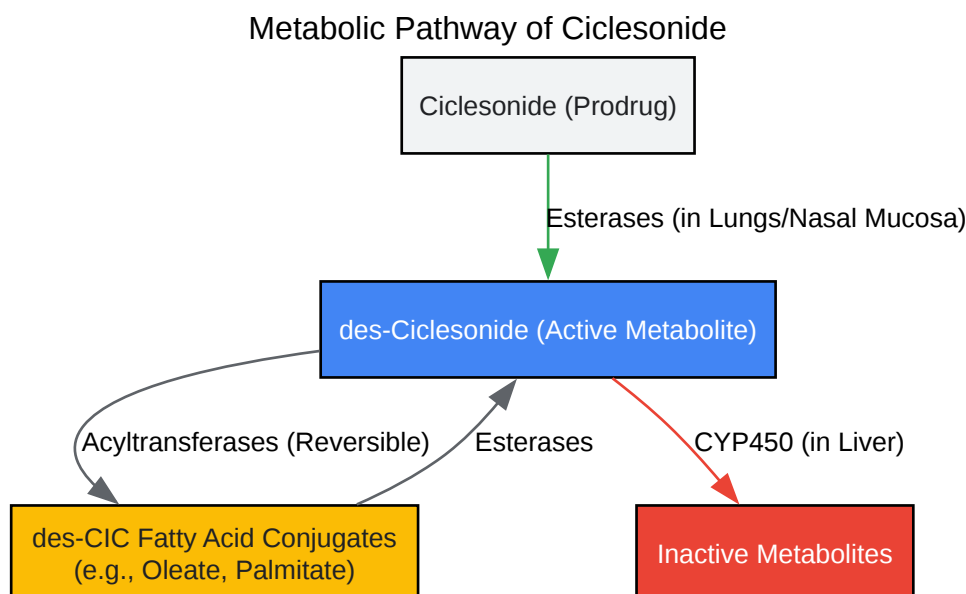 Metabolic Pathway of Ciclesonide
Ciclesonide (Prodrug)
Esterases (in Lungs/Nasal Mucosa)
des-Ciclesonide (Active Metabolite)
Acyltransferases (Reversible)
Esterases
CYP450 (in Liver)
des-CIC Fatty Acid Conjugates
(e.g., Oleate, Palmitate)
Inactive Metabolites